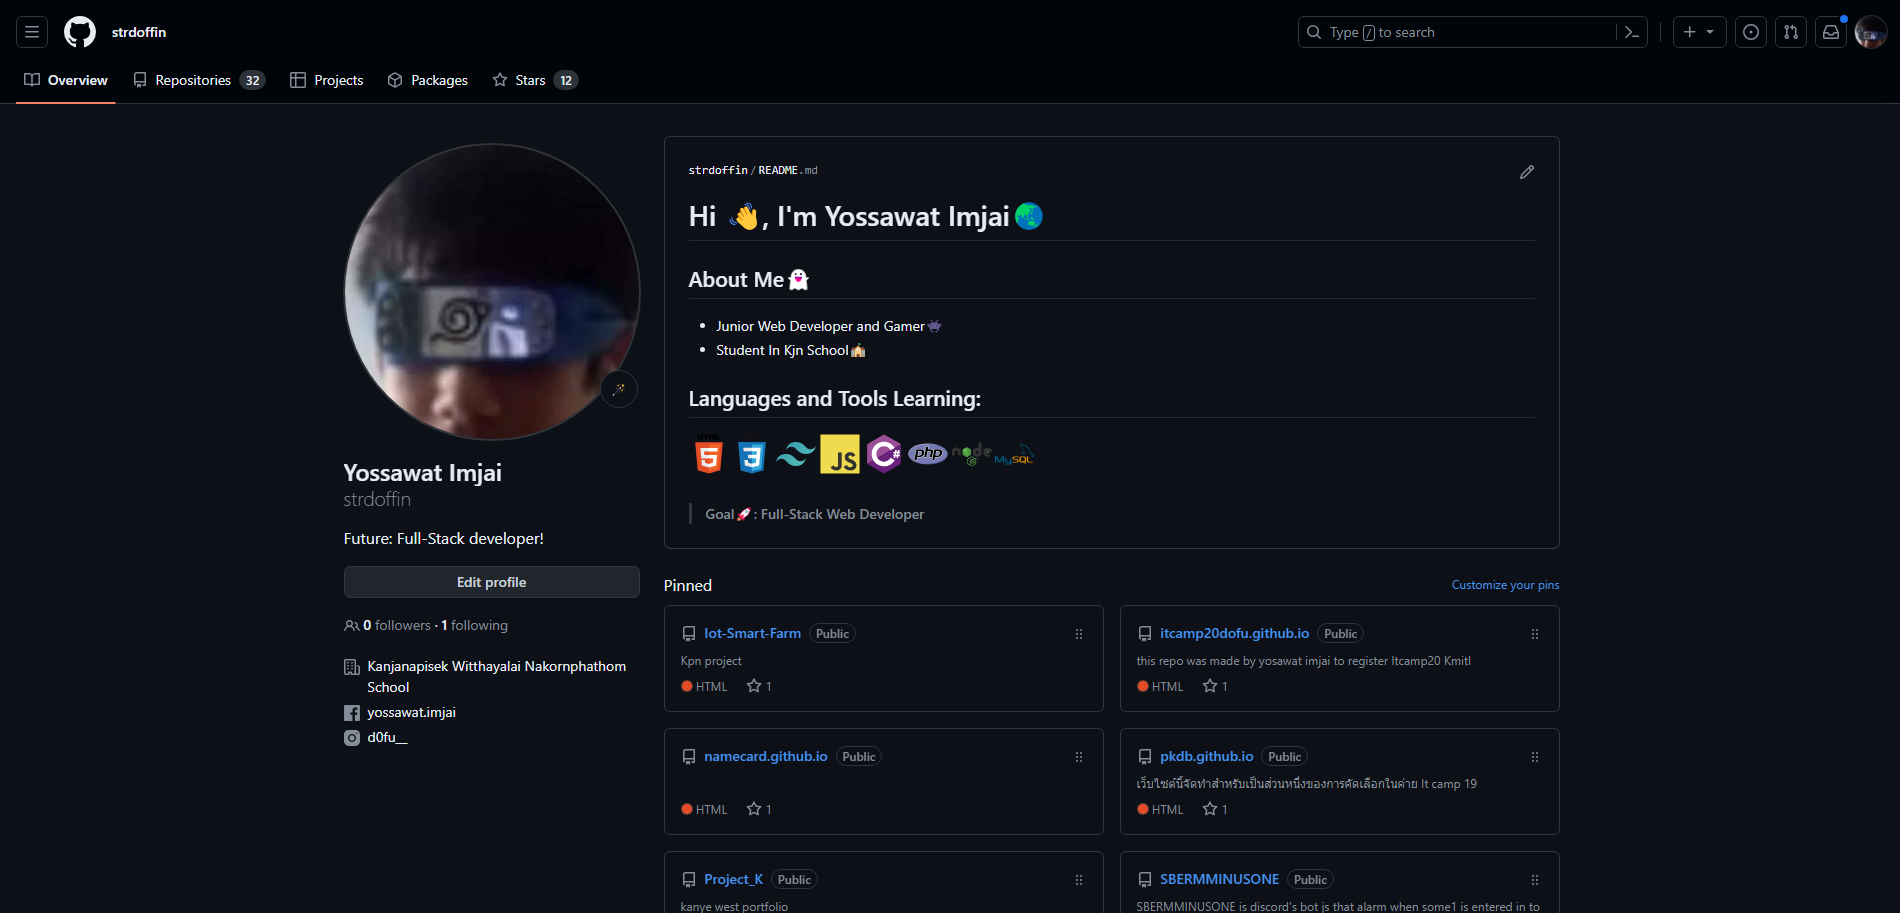 strdoffin
Type / to search
Overview
Repositories 32
Projects
Packages
Stars 12
strdoffin/README.md
Hi 👋, I'm Yossawat Imjai🌏
About Me👻
Junior Web Developer and Gamer👾
Student In Kjn School🏫
Languages and Tools Learning:
HTML 5
3
JS
C#
php
node
JS
MySQL
Goal🚀: Full-Stack Web Developer
Yossawat Imjai
strdoffin
Future: Full-Stack developer!
Edit profile
0 followers · 1 following
Kanjanapisek Witthayalai Nakornphathom
School
yossawat.imjai
d0fu__
Pinned
Customize your pins
Iot-Smart-Farm Public
Kpn project
HTML 1
itcamp20dofu.github.io Public
this repo was made by yosawat imjai to register Itcamp20 Kmitl
HTML 1
namecard.github.io Public
HTML 1
pkdb.github.io Public
เว็บไซต์นี้จัดทำสำหรับเป็นส่วนหนึ่งของการคัดเลือกในค่าย It camp 19
HTML 1
Project_K Public
kanye west portfolio
SBERMMINUSONE Public
SBERMMINUSONE is discord's bot js that alarm when some1 is entered in to